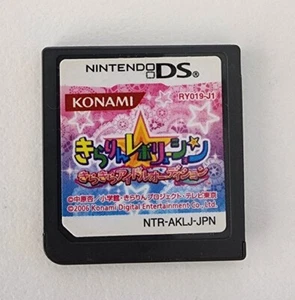 NINTENDO DS
RY019-J1
KONAMI
きらりん★レボリューション
きらきらアイドルオーディション
©中原杏/小学館・きらりんプロジェクト・テレビ東京
©2006 Konami Digital Entertainment Co., Ltd.
NTR-AKLJ-JPN